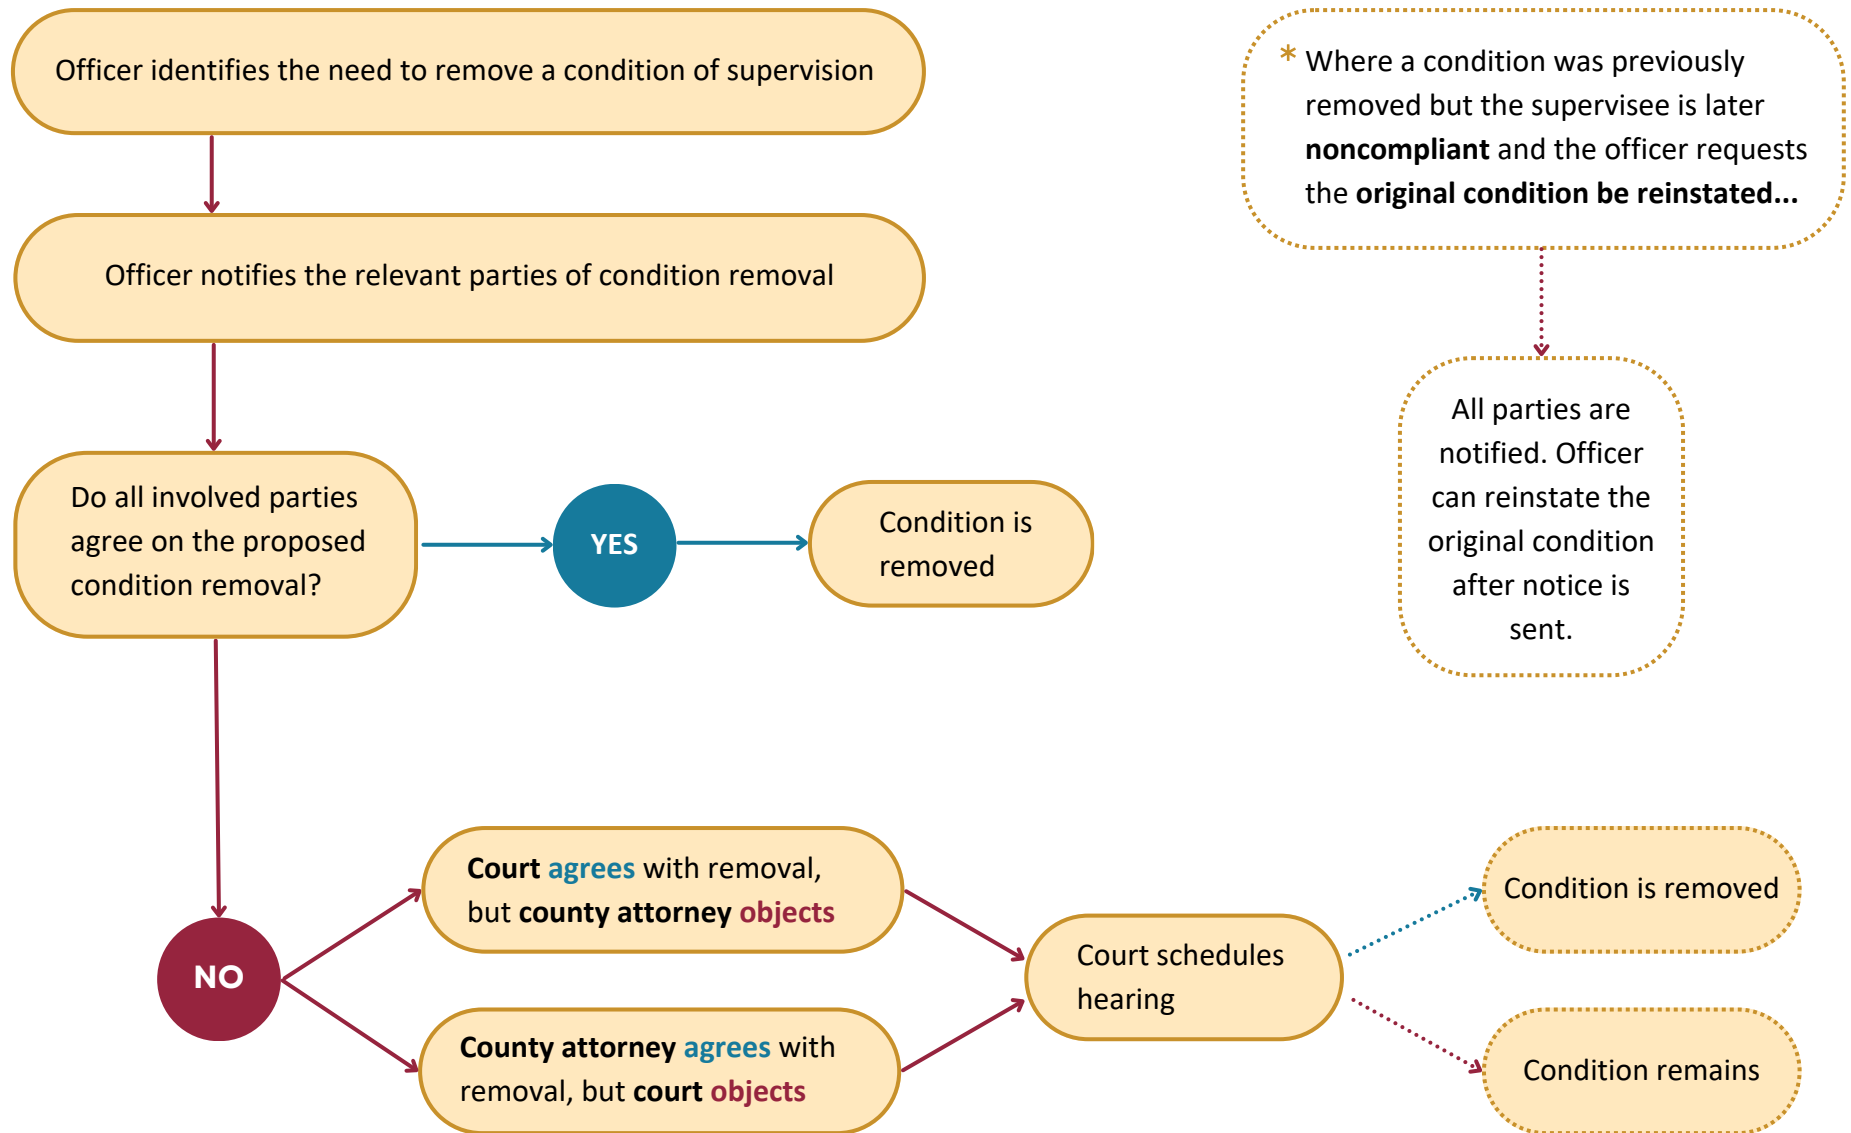 Officer identifies the need to remove a condition of supervision
Officer notifies the relevant parties of condition removal
Do all involved parties
agree on the proposed
condition removal?
YES
Condition is
removed
NO
Court agrees with removal,
but county attorney objects
County attorney agrees with
removal, but court objects
Court schedules
hearing
Condition is removed
Condition remains
* Where a condition was previously
removed but the supervisee is later
noncompliant and the officer requests
the original condition be reinstated...
All parties are
notified. Officer
can reinstate the
original condition
after notice is
sent.